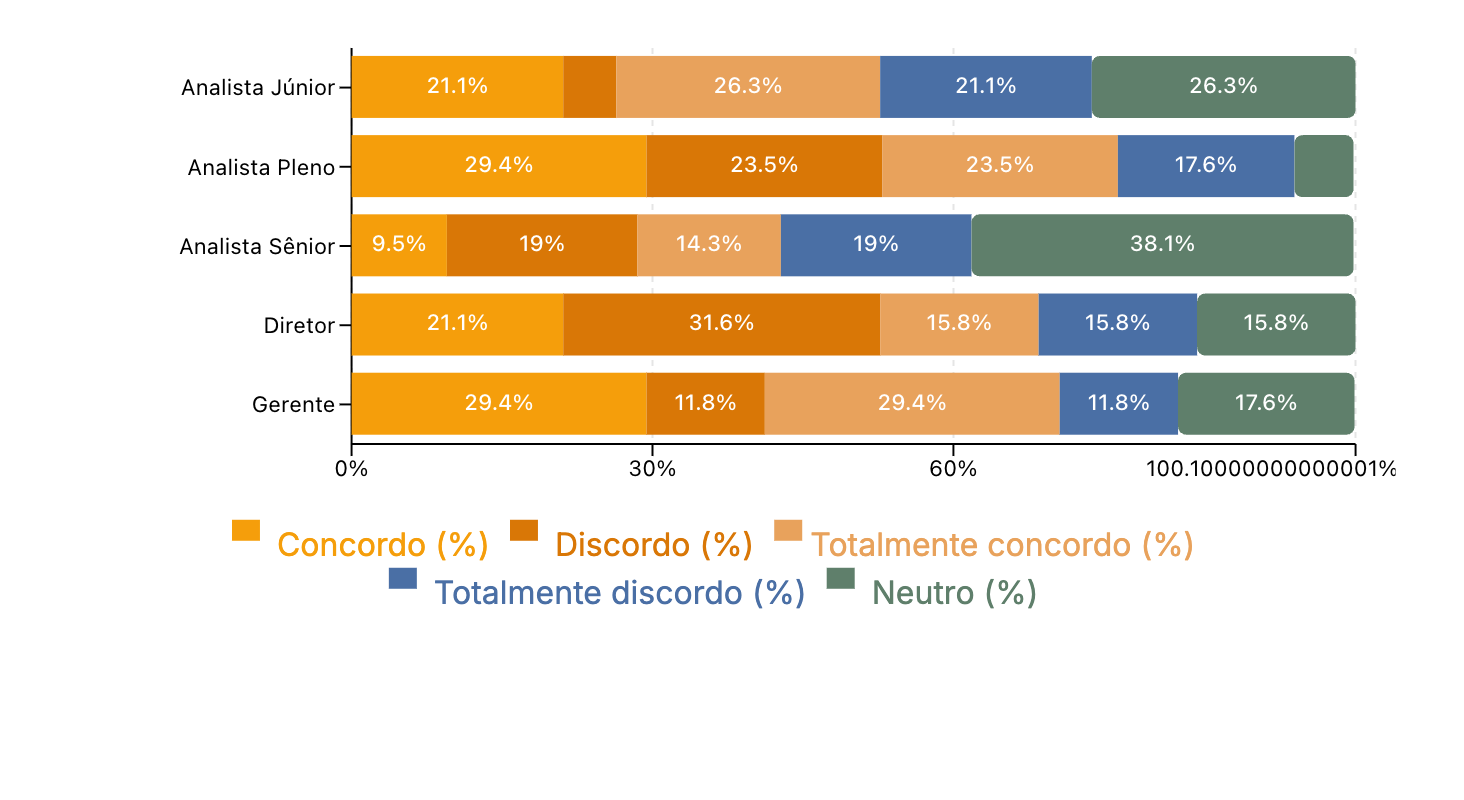 Analista Júnior 21.1% 26.3% 21.1% 26.3%
Analista Pleno 29.4% 23.5% 23.5% 17.6%
Analista Sênior 9.5% 19% 14.3% 19% 38.1%
Diretor 21.1% 31.6% 15.8% 15.8% 15.8%
Gerente 29.4% 11.8% 29.4% 11.8% 17.6%
0% 30% 60% 100.10000000000001%
Concordo (%) Discordo (%) Totalmente concordo (%)
Totalmente discordo (%) Neutro (%)